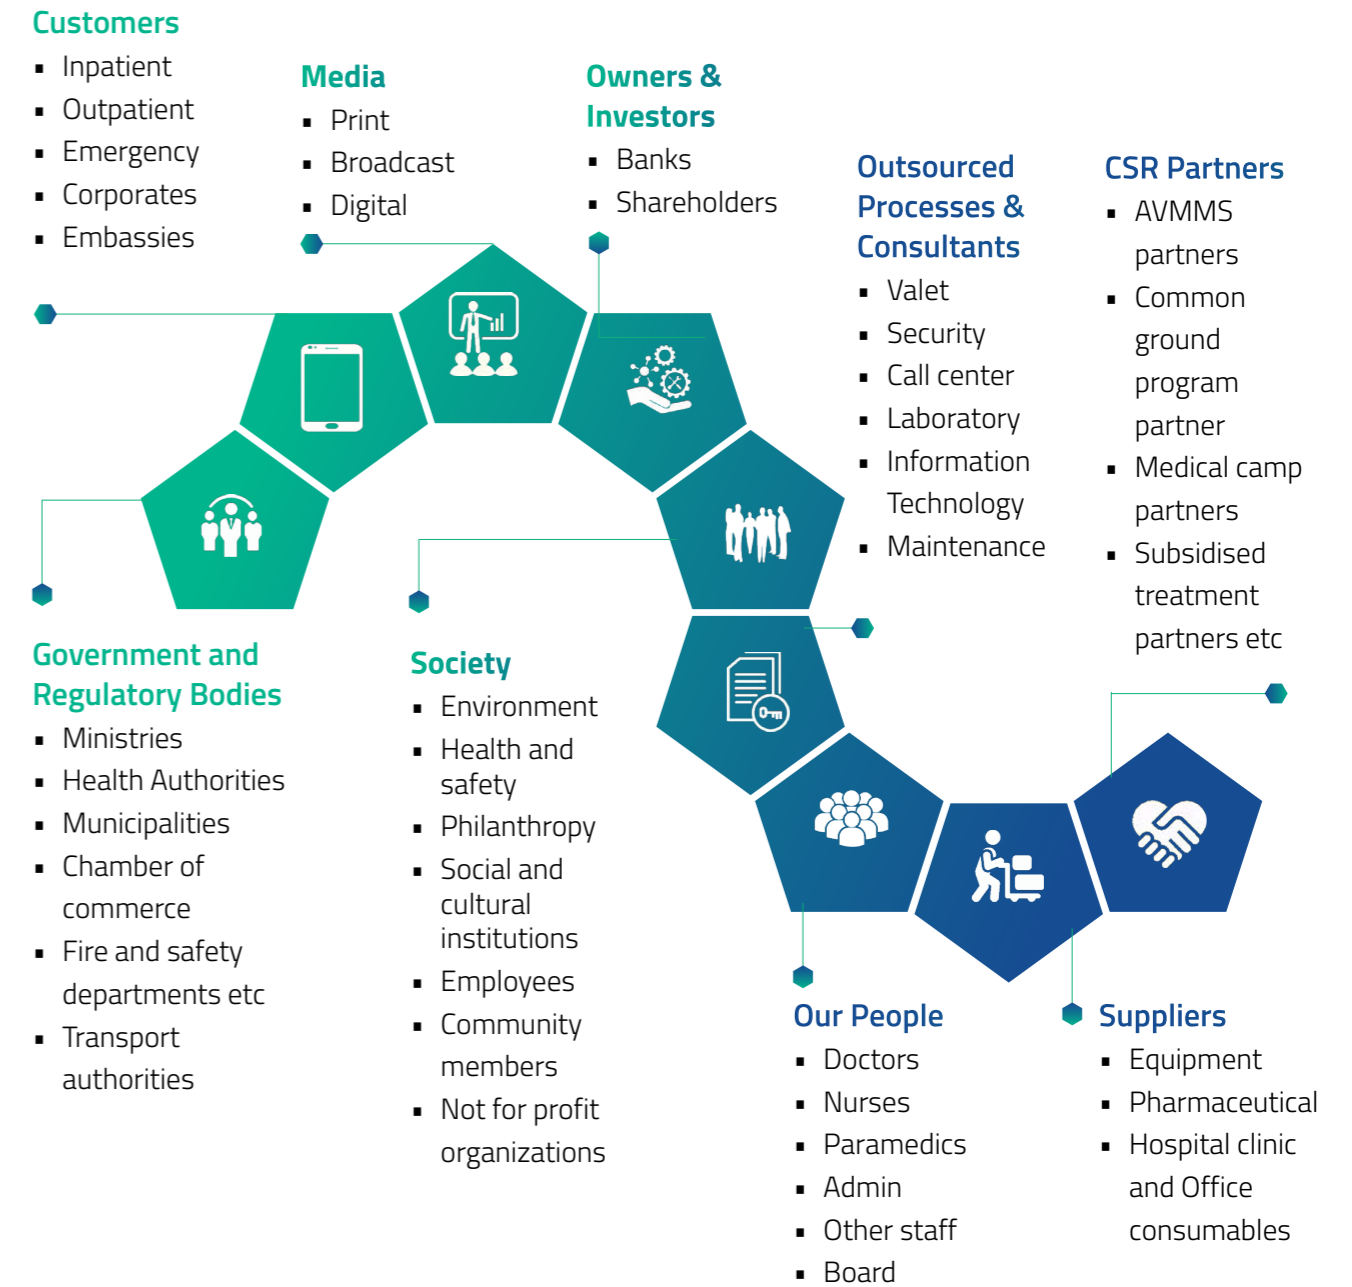 Customers
▪ Inpatient
▪ Outpatient
▪ Emergency
▪ Corporates
▪ Embassies
Media
▪ Print
▪ Broadcast
▪ Digital
Owners &
Investors
▪ Banks
▪ Shareholders
Outsourced
Processes &
Consultants
▪ Valet
▪ Security
▪ Call center
▪ Laboratory
▪ Information
Technology
▪ Maintenance
CSR Partners
▪ AVMMS
partners
▪ Common
ground
program
partner
▪ Medical camp
partners
▪ Subsidised
treatment
partners etc
Government and
Regulatory Bodies
▪ Ministries
▪ Health Authorities
▪ Municipalities
▪ Chamber of
commerce
▪ Fire and safety
departments etc
▪ Transport
authorities
Society
▪ Environment
▪ Health and
safety
▪ Philanthropy
▪ Social and
cultural
institutions
▪ Employees
▪ Community
members
▪ Not for profit
organizations
Our People
▪ Doctors
▪ Nurses
▪ Paramedics
▪ Admin
▪ Other staff
▪ Board
Suppliers
▪ Equipment
▪ Pharmaceutical
▪ Hospital clinic
and Office
consumables